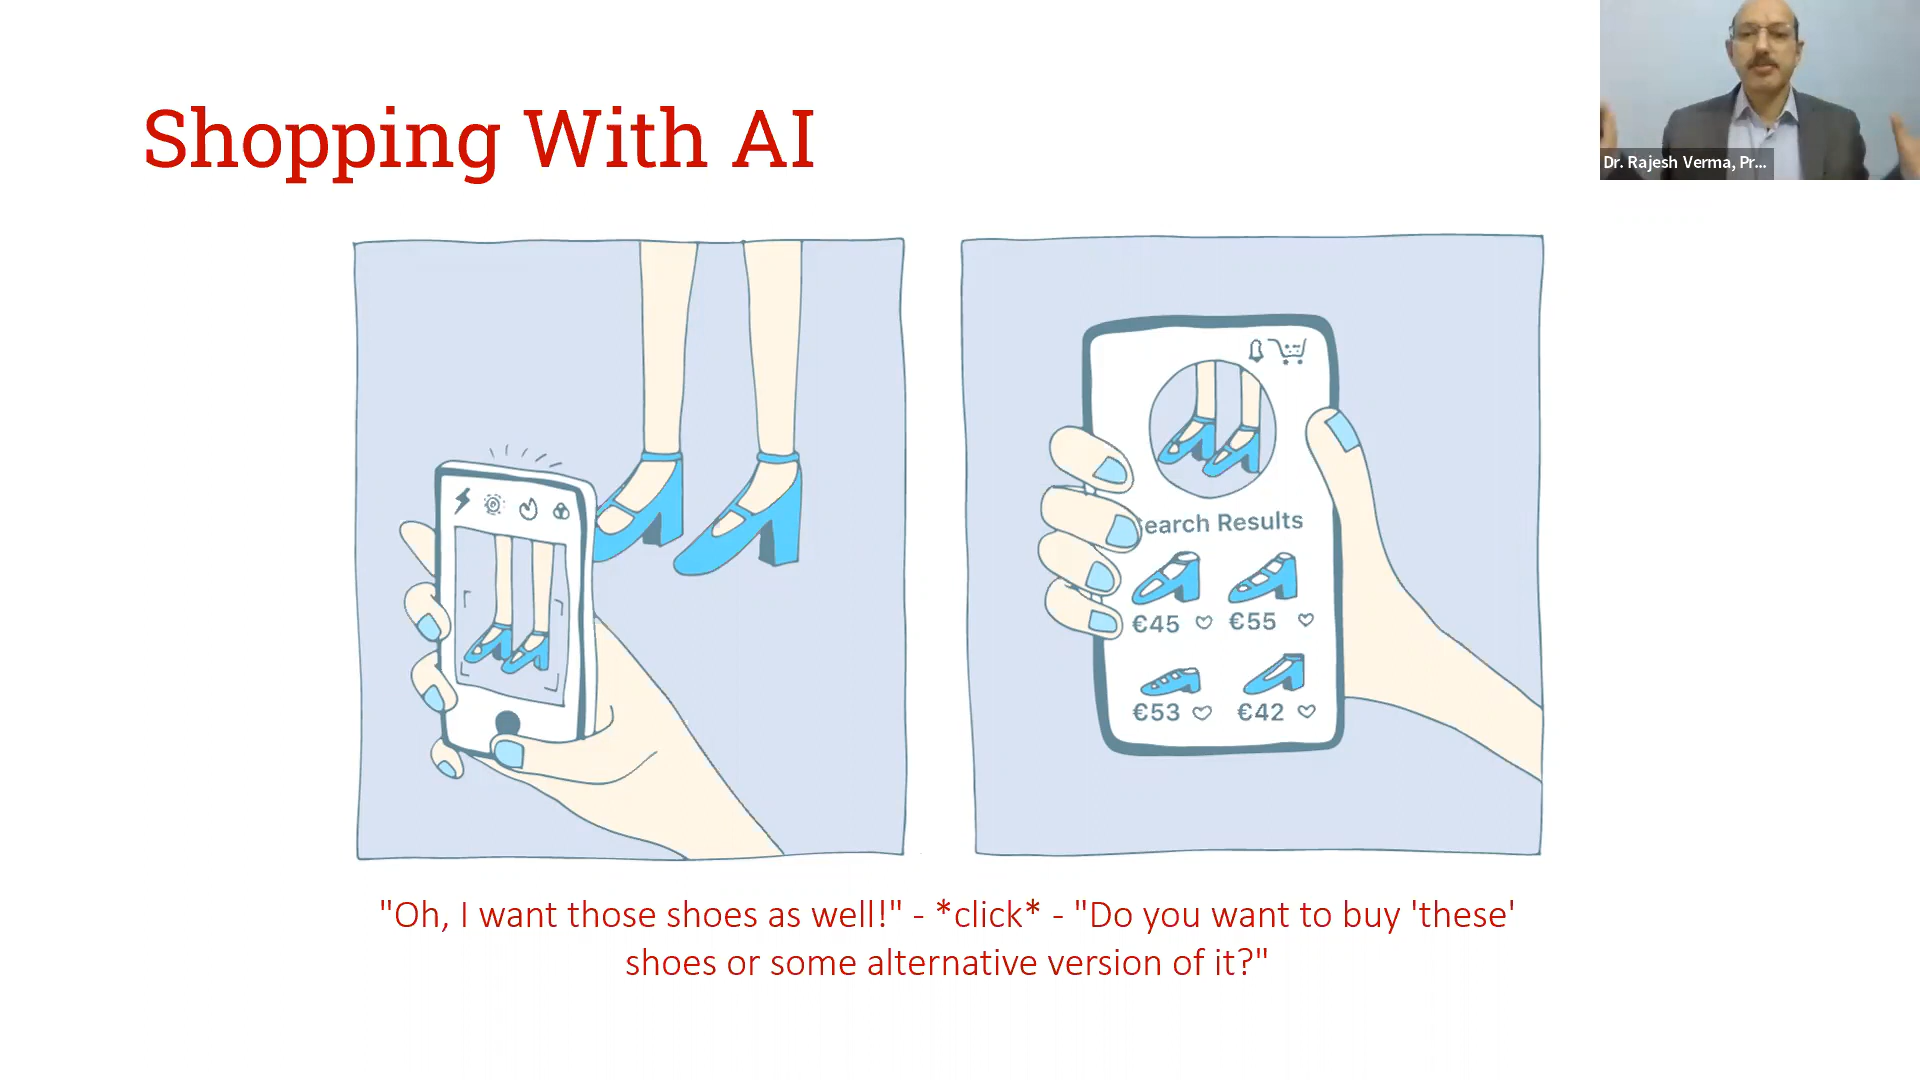 Shopping With AI
Dr. Rajesh Verma, Pr...
earch Results
€45 €55
€53 €42
"Oh, I want those shoes as well!" - *click* - "Do you want to buy 'these'
shoes or some alternative version of it?"